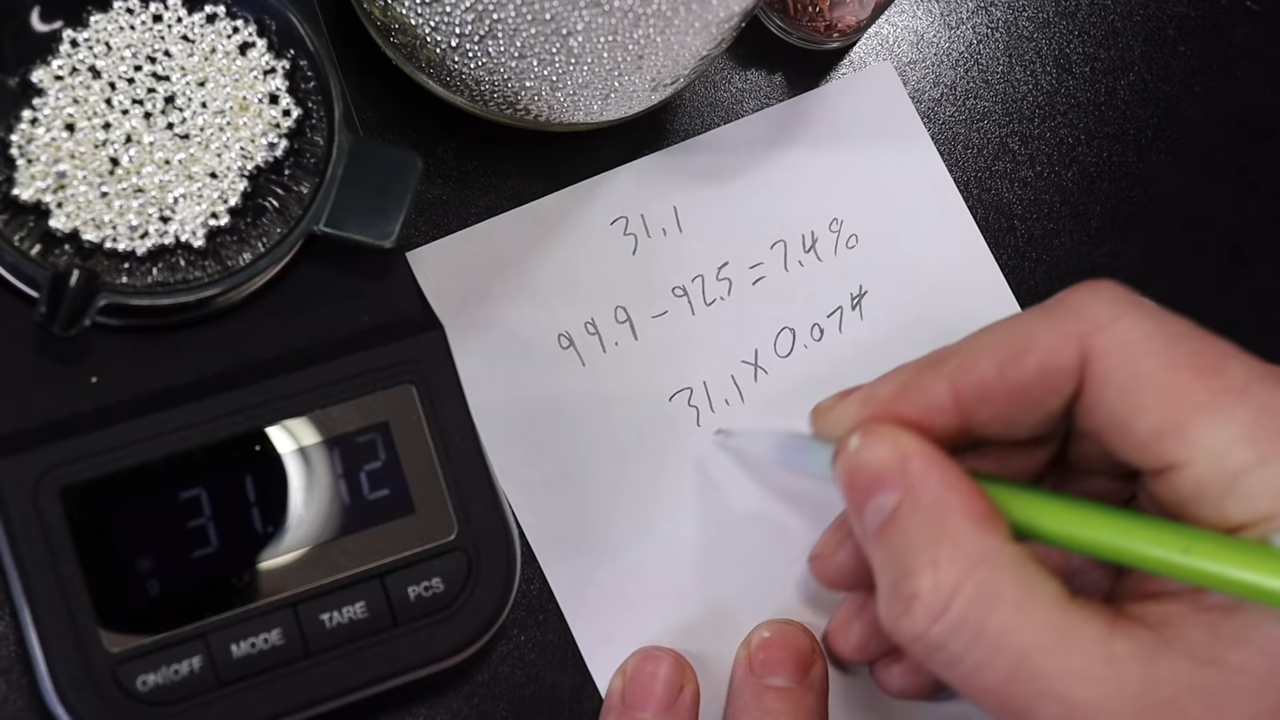 31.1
99.9 - 92.5 = 7.4%
31.1 x 0.074
31.12
ON|OFF MODE TARE PCS